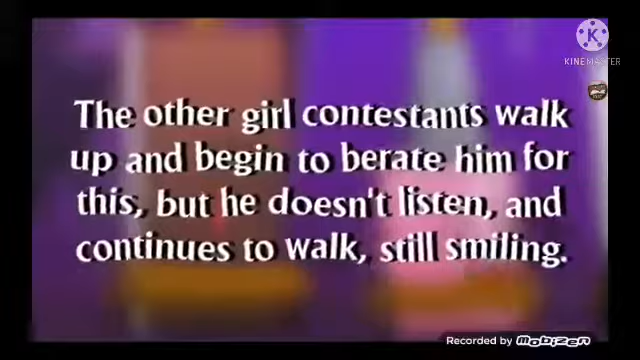 K
KINEMASTER
The other girl contestants walk
up and begin to berate him for
this, but he doesn't listen, and
continues to walk, still smiling.
Recorded by mobizen